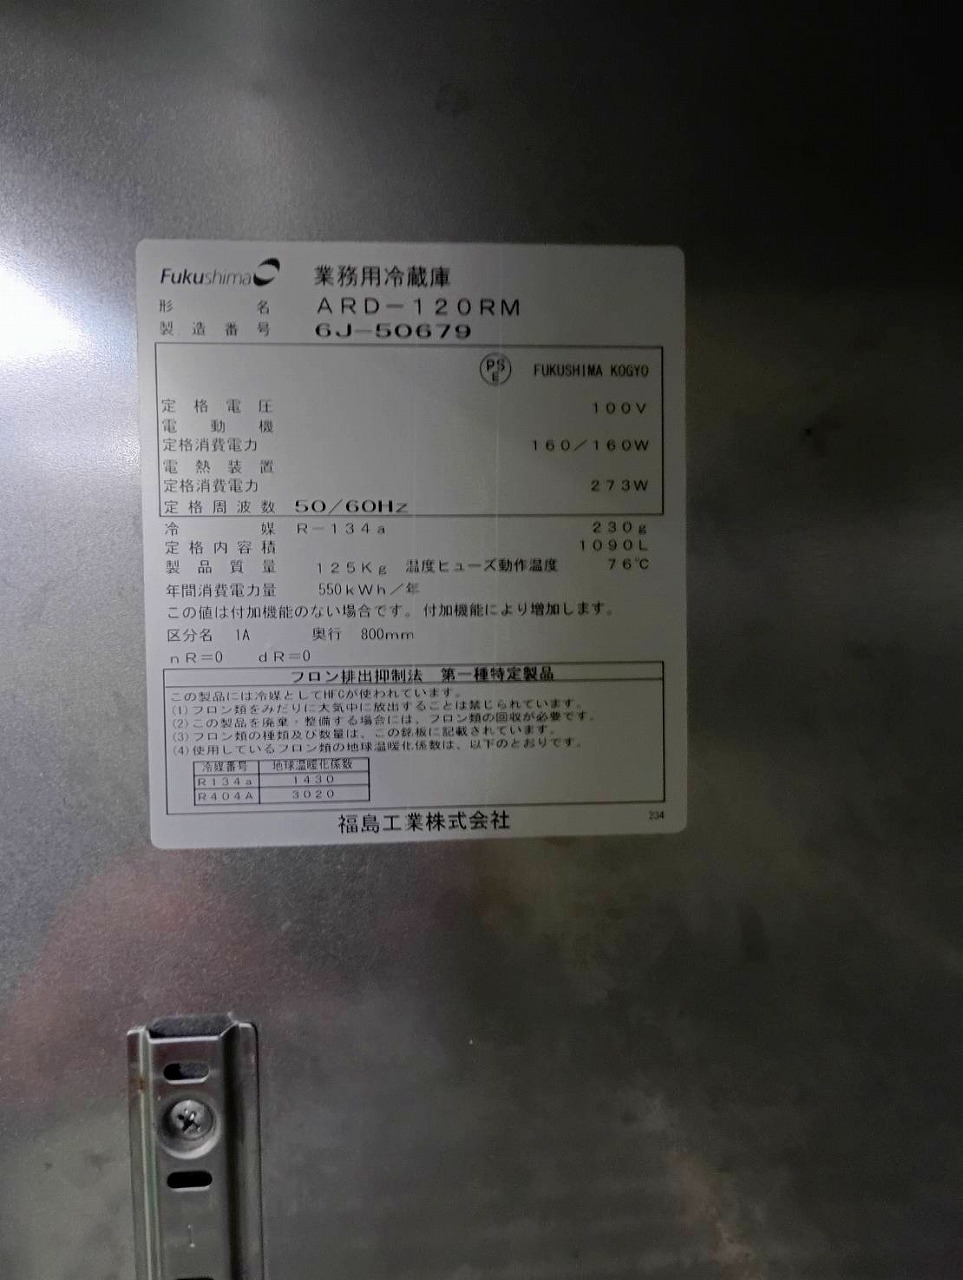 Fukushima 業務用冷蔵庫
形名 ARD-120RM
製造番号 6J-50679
PSE FUKUSHIMA KOGYO
定格電圧 100V
電動機
定格消費電力 160/160W
電熱装置
定格消費電力 273W
定格周波数 50/60Hz
冷媒 R-134a 230g
定格内容積 1090L
製品質量 125Kg 温度ヒューズ動作温度 76℃
年間消費電力量 550kWh/年
この値は付加機能のない場合です。付加機能により増加します。
区分名 1A 奥行 800mm
nR=0 dR=0
フロン排出抑制法 第一種特定製品
この製品には冷媒としてHFCが使われています。
(1)フロン類をみだりに大気中に放出することは禁じられています。
(2)この製品を廃棄・整備する場合には、フロン類の回収が必要です。
(3)フロン類の種類及び数量は、この銘板に記載されています。
(4)使用しているフロン類の地球温暖化係数は、以下のとおりです。
冷媒番号 地球温暖化係数
R134a 1430
R404A 3020
福島工業株式会社 234
1